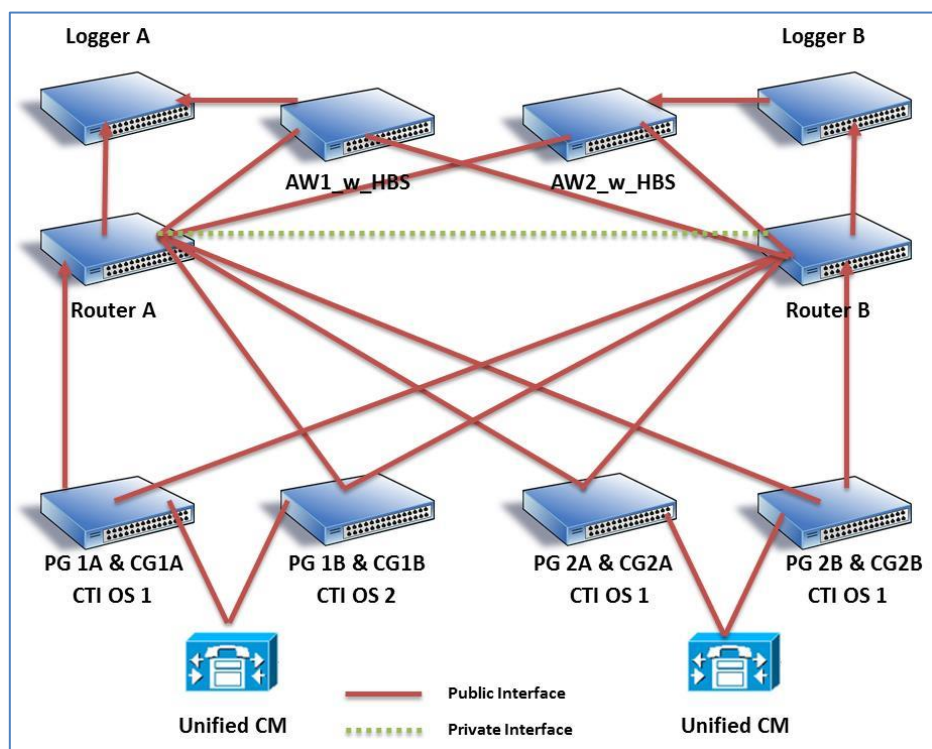 Logger A
Logger B
AW1_w_HBS
AW2_w_HBS
Router A
Router B
PG 1A & CG1A
CTI OS 1
PG 1B & CG1B
CTI OS 2
PG 2A & CG2A
CTI OS 1
PG 2B & CG2B
CTI OS 1
Unified CM
Public Interface
Private Interface
Unified CM